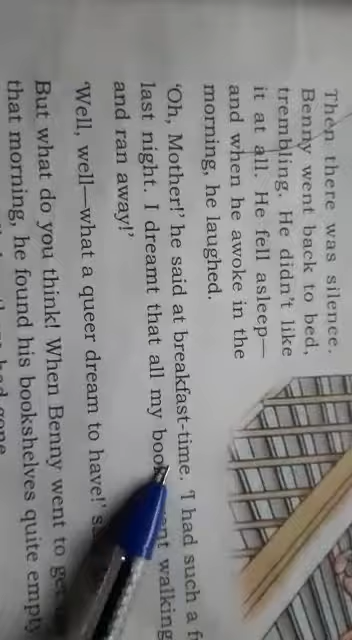 Then there was silence.
Benny went back to bed,
trembling. He didn't like
it at all. He fell asleep—
and when he awoke in the
morning, he laughed.
'Oh, Mother!' he said at breakfast-time. 'I had such a
last night. I dreamt that all my walking
and ran away!'
'Well, well—what a queer dream to have!'
But what do you think! When Benny went to
that morning, he found his bookshelves quite empty
had gone